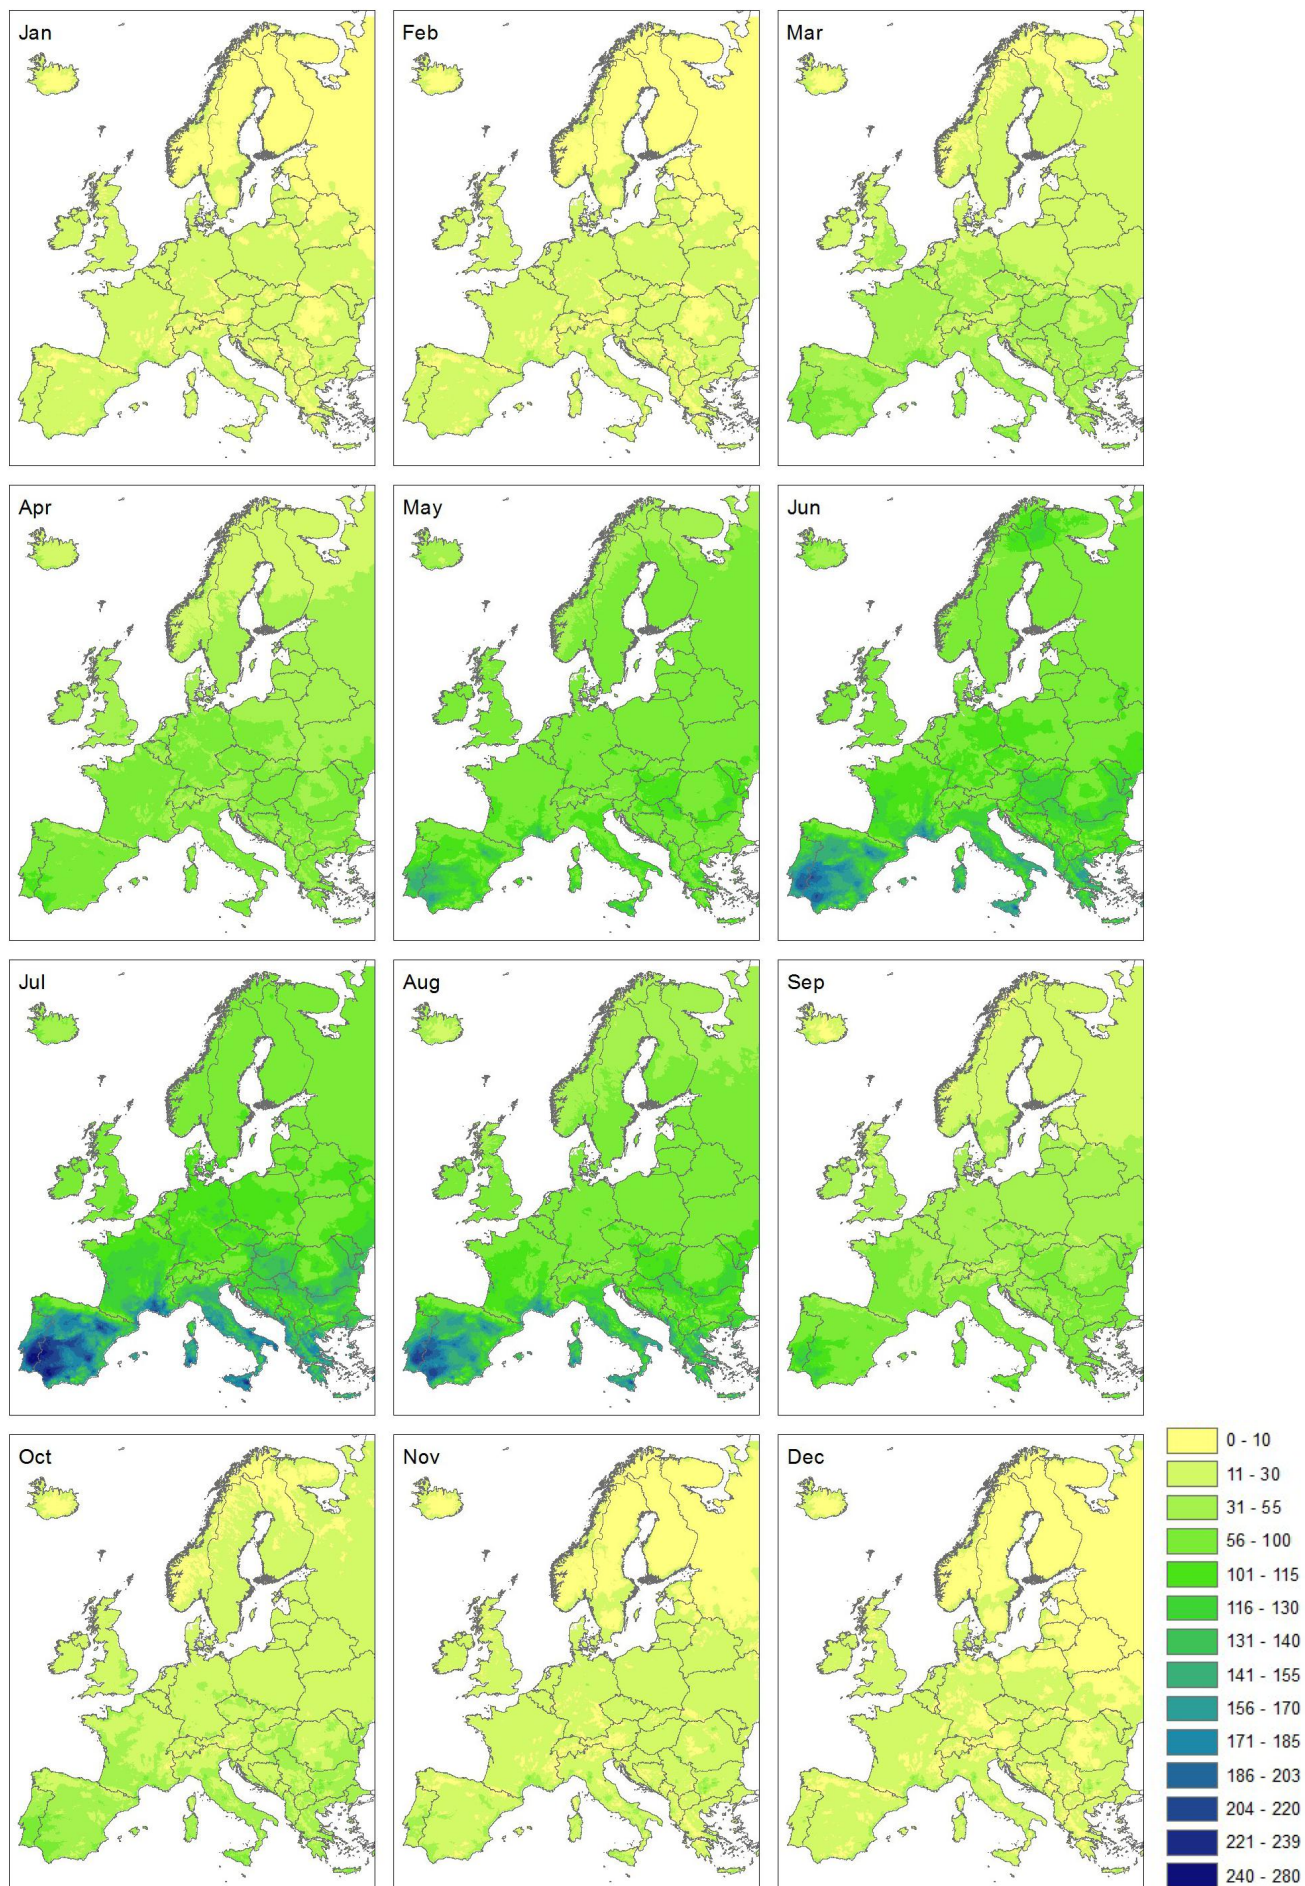 Jan
Feb
Mar
Apr
May
Jun
Jul
Aug
Sep
Oct
Nov
Dec
0 - 10
11 - 30
31 - 55
56 - 100
101 - 115
116 - 130
131 - 140
141 - 155
156 - 170
171 - 185
186 - 203
204 - 220
221 - 239
240 - 280